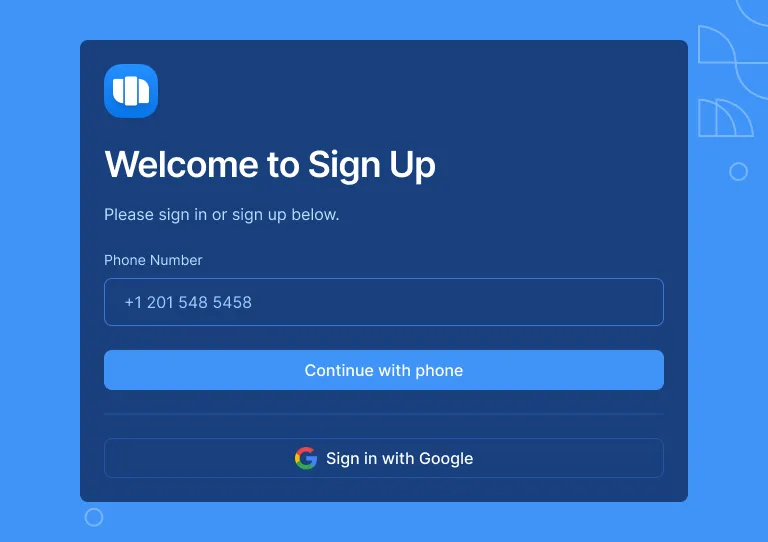 Welcome to Sign Up
Please sign in or sign up below.
Phone Number
+1 201 548 5458
Continue with phone
Sign in with Google